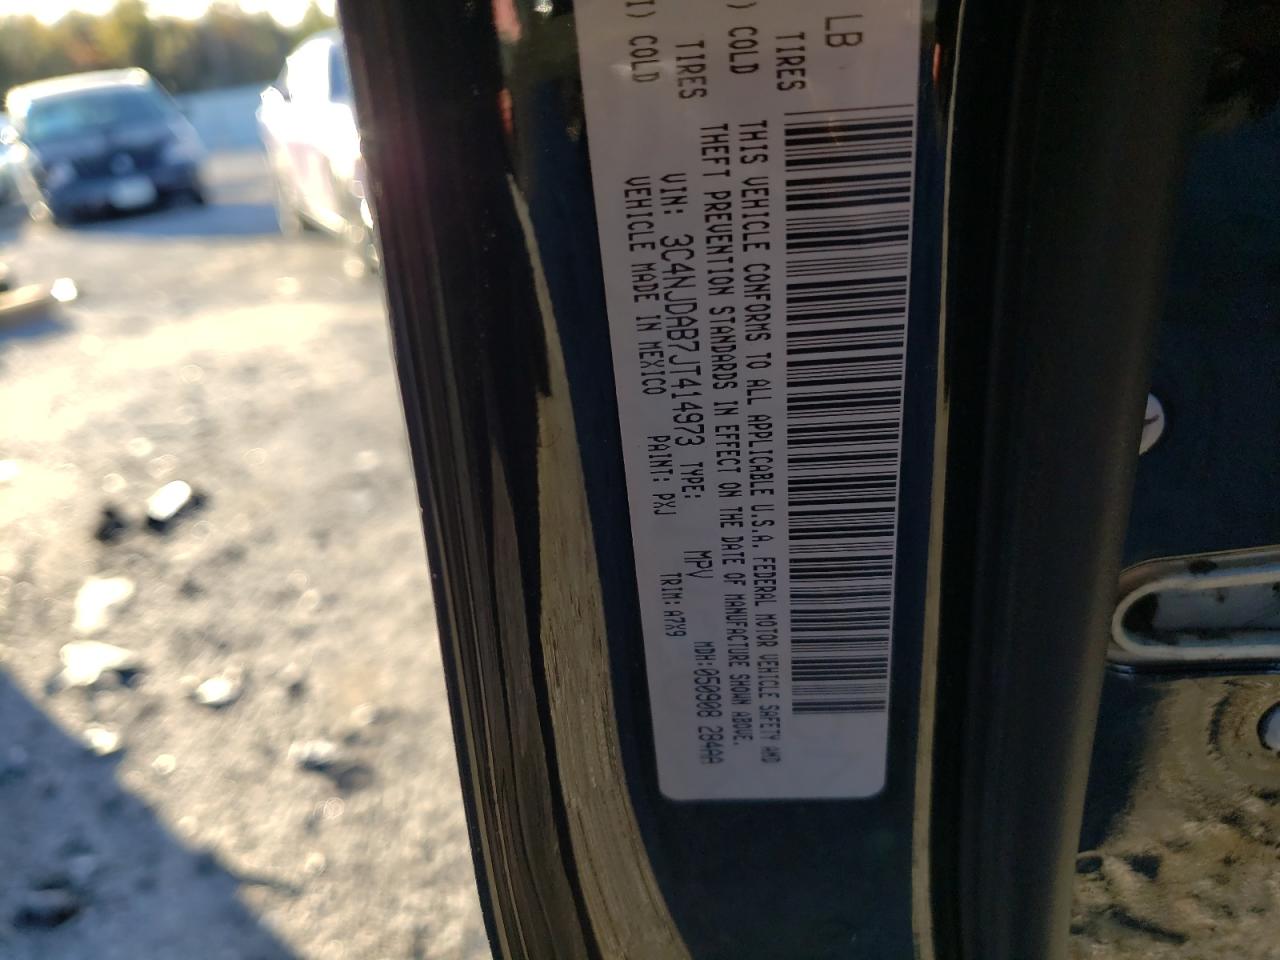 LB
TIRES
) COLD
TIRES
I) COLD
THIS VEHICLE CONFORMS TO ALL APPLICABLE U.S.A. FEDERAL MOTOR VEHICLE SAFETY AND
THEFT PREVENTION STANDARDS IN EFFECT ON THE DATE OF MANUFACTURE SHOWN ABOVE.
VIN: 3C4NJDAB7JT414973 TYPE: MPV MDH:050908 284AA
VEHICLE MADE IN MEXICO PAINT: PXJ TRIM: A7X9